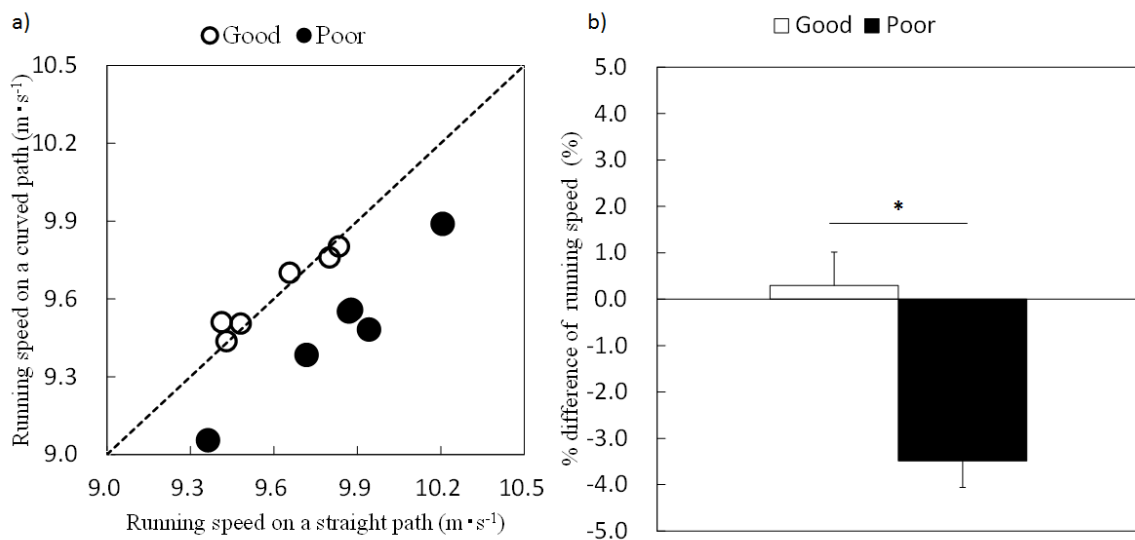 a)
Good Poor
Running speed on a curved path (m・s⁻¹)
10.5
10.2
9.9
9.6
9.3
9.0
9.0 9.3 9.6 9.9 10.2 10.5
Running speed on a straight path (m・s⁻¹)
b)
Good Poor
% difference of running speed (%)
5.0
4.0
3.0
2.0
1.0
0.0
-1.0
-2.0
-3.0
-4.0
-5.0
*